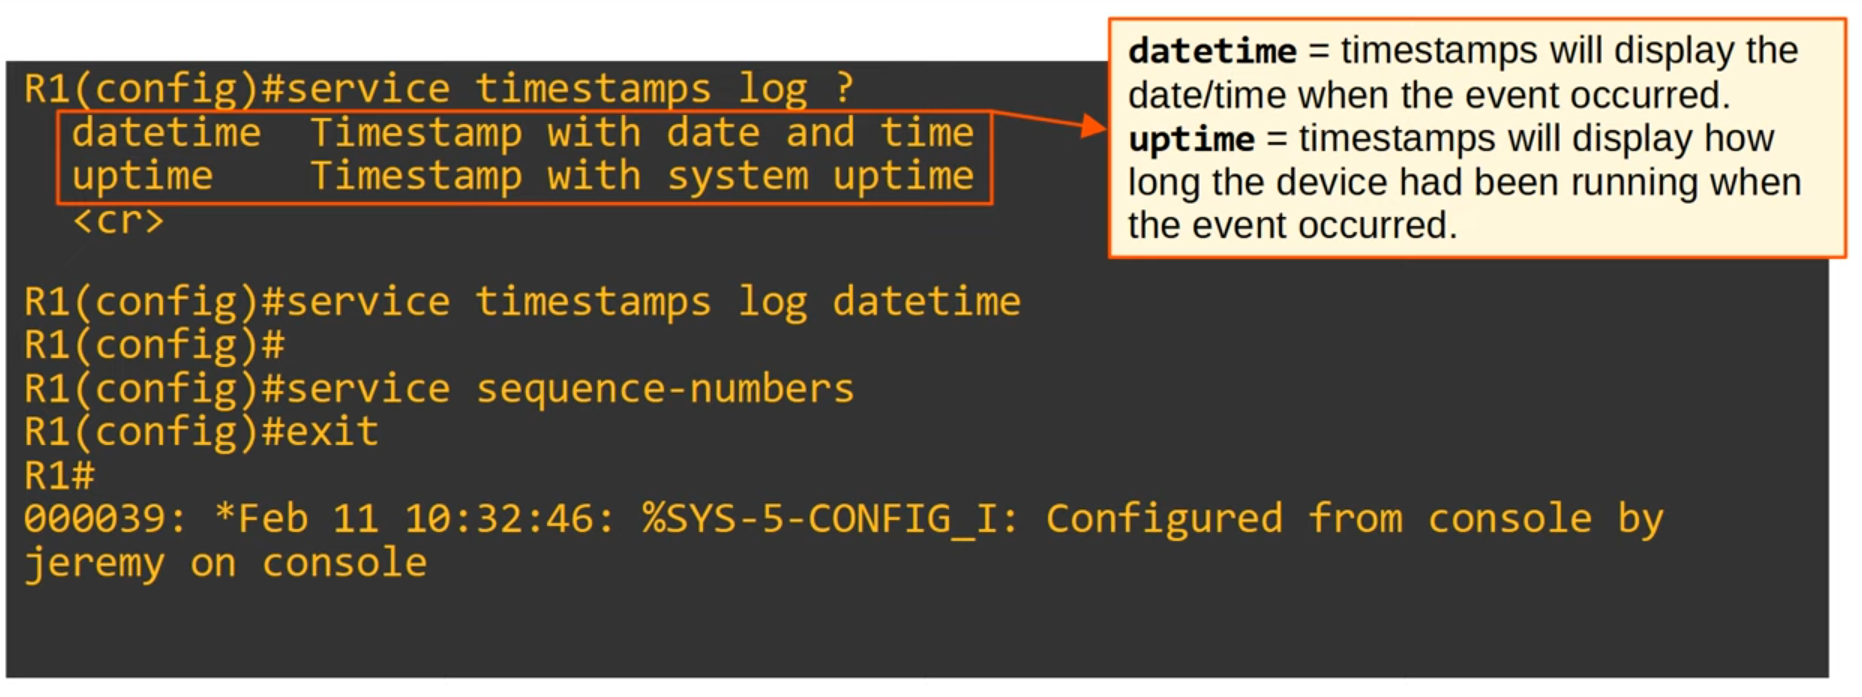 R1(config)#service timestamps log ?
datetime  Timestamp with date and time
uptime    Timestamp with system uptime
<cr>
datetime = timestamps will display the
date/time when the event occurred.
uptime = timestamps will display how
long the device had been running when
the event occurred.
R1(config)#service timestamps log datetime
R1(config)#
R1(config)#service sequence-numbers
R1(config)#exit
R1#
000039: *Feb 11 10:32:46: %SYS-5-CONFIG_I: Configured from console by
jeremy on console